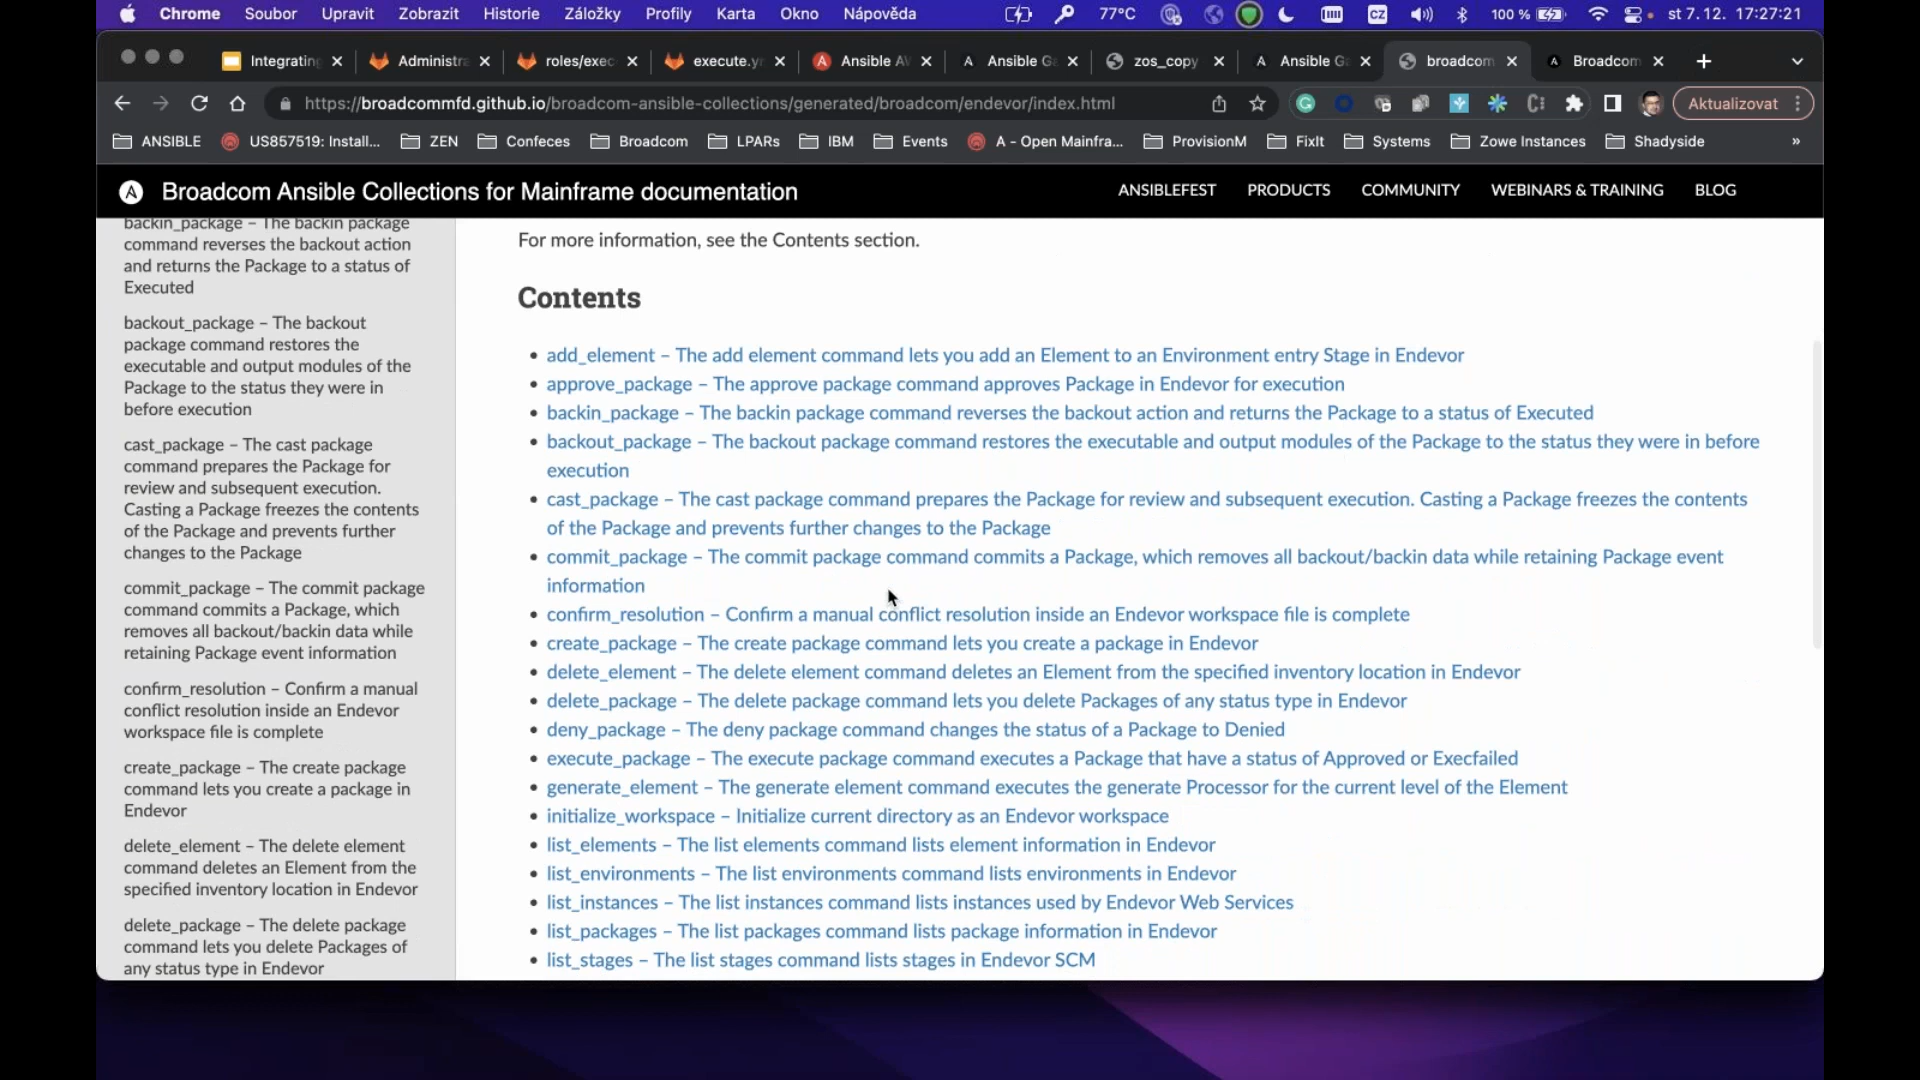 Chrome Soubor Upravit Zobrazit Historie Záložky Profily Karta Okno Nápověda 77°C CZ 100 % st 7. 12. 17:27:21
Integrating Administra roles/exec execute.y Ansible A Ansible G zos_copy Ansible G broadcom Broadcom
https://broadcommfd.github.io/broadcom-ansible-collections/generated/broadcom/endevor/index.html Aktualizovat
ANSIBLE US857519: Install... ZEN Confeces Broadcom LPARs IBM Events A - Open Mainfra... ProvisionM FixIt Systems Zowe Instances Shadyside »
Broadcom Ansible Collections for Mainframe documentation ANSIBLEFEST PRODUCTS COMMUNITY WEBINARS & TRAINING BLOG
backin_package – The backin package
command reverses the backout action
and returns the Package to a status of
Executed
backout_package – The backout
package command restores the
executable and output modules of the
Package to the status they were in
before execution
cast_package – The cast package
command prepares the Package for
review and subsequent execution.
Casting a Package freezes the contents
of the Package and prevents further
changes to the Package
commit_package – The commit package
command commits a Package, which
removes all backout/backin data while
retaining Package event information
confirm_resolution – Confirm a manual
conflict resolution inside an Endevor
workspace file is complete
create_package – The create package
command lets you create a package in
Endevor
delete_element – The delete element
command deletes an Element from the
specified inventory location in Endevor
delete_package – The delete package
command lets you delete Packages of
any status type in Endevor
For more information, see the Contents section.
Contents
• add_element – The add element command lets you add an Element to an Environment entry Stage in Endevor
• approve_package – The approve package command approves Package in Endevor for execution
• backin_package – The backin package command reverses the backout action and returns the Package to a status of Executed
• backout_package – The backout package command restores the executable and output modules of the Package to the status they were in before
execution
• cast_package – The cast package command prepares the Package for review and subsequent execution. Casting a Package freezes the contents
of the Package and prevents further changes to the Package
• commit_package – The commit package command commits a Package, which removes all backout/backin data while retaining Package event
information
• confirm_resolution – Confirm a manual conflict resolution inside an Endevor workspace file is complete
• create_package – The create package command lets you create a package in Endevor
• delete_element – The delete element command deletes an Element from the specified inventory location in Endevor
• delete_package – The delete package command lets you delete Packages of any status type in Endevor
• deny_package – The deny package command changes the status of a Package to Denied
• execute_package – The execute package command executes a Package that have a status of Approved or Execfailed
• generate_element – The generate element command executes the generate Processor for the current level of the Element
• initialize_workspace – Initialize current directory as an Endevor workspace
• list_elements – The list elements command lists element information in Endevor
• list_environments – The list environments command lists environments in Endevor
• list_instances – The list instances command lists instances used by Endevor Web Services
• list_packages – The list packages command lists package information in Endevor
• list_stages – The list stages command lists stages in Endevor SCM